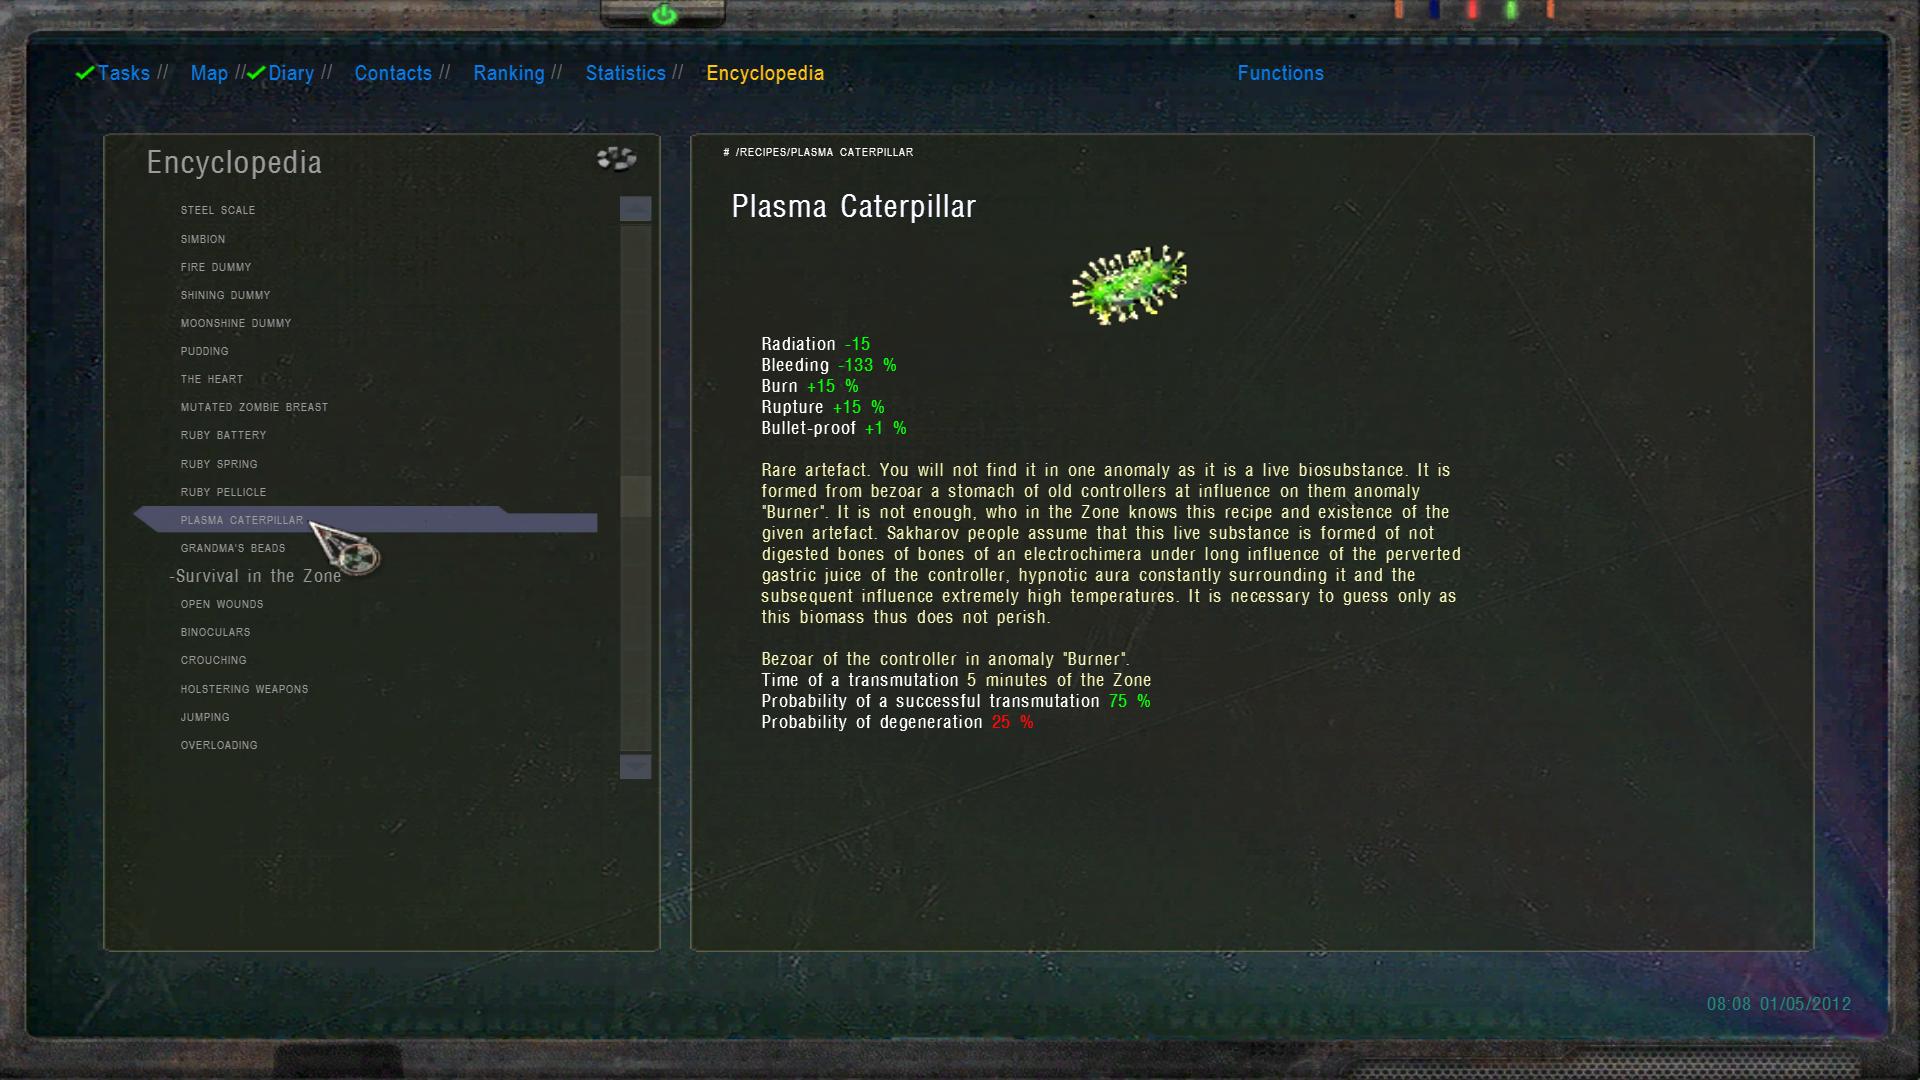 Tasks // Map // Diary // Contacts // Ranking // Statistics // Encyclopedia Functions
Encyclopedia
STEEL SCALE
SIMBION
FIRE DUMMY
SHINING DUMMY
MOONSHINE DUMMY
PUDDING
THE HEART
MUTATED ZOMBIE BREAST
RUBY BATTERY
RUBY SPRING
RUBY PELLICLE
PLASMA CATERPILLAR
GRANDMA'S BEADS
-Survival in the Zone
OPEN WOUNDS
BINOCULARS
CROUCHING
HOLSTERING WEAPONS
JUMPING
OVERLOADING
# /RECIPES/PLASMA CATERPILLAR
Plasma Caterpillar
Radiation -15
Bleeding -133 %
Burn +15 %
Rupture +15 %
Bullet-proof +1 %
Rare artefact. You will not find it in one anomaly as it is a live biosubstance. It is
formed from bezoar a stomach of old controllers at influence on them anomaly
"Burner". It is not enough, who in the Zone knows this recipe and existence of the
given artefact. Sakharov people assume that this live substance is formed of not
digested bones of bones of an electrochimera under long influence of the perverted
gastric juice of the controller, hypnotic aura constantly surrounding it and the
subsequent influence extremely high temperatures. It is necessary to guess only as
this biomass thus does not perish.
Bezoar of the controller in anomaly "Burner".
Time of a transmutation 5 minutes of the Zone
Probability of a successful transmutation 75 %
Probability of degeneration 25 %
08:08 01/05/2012